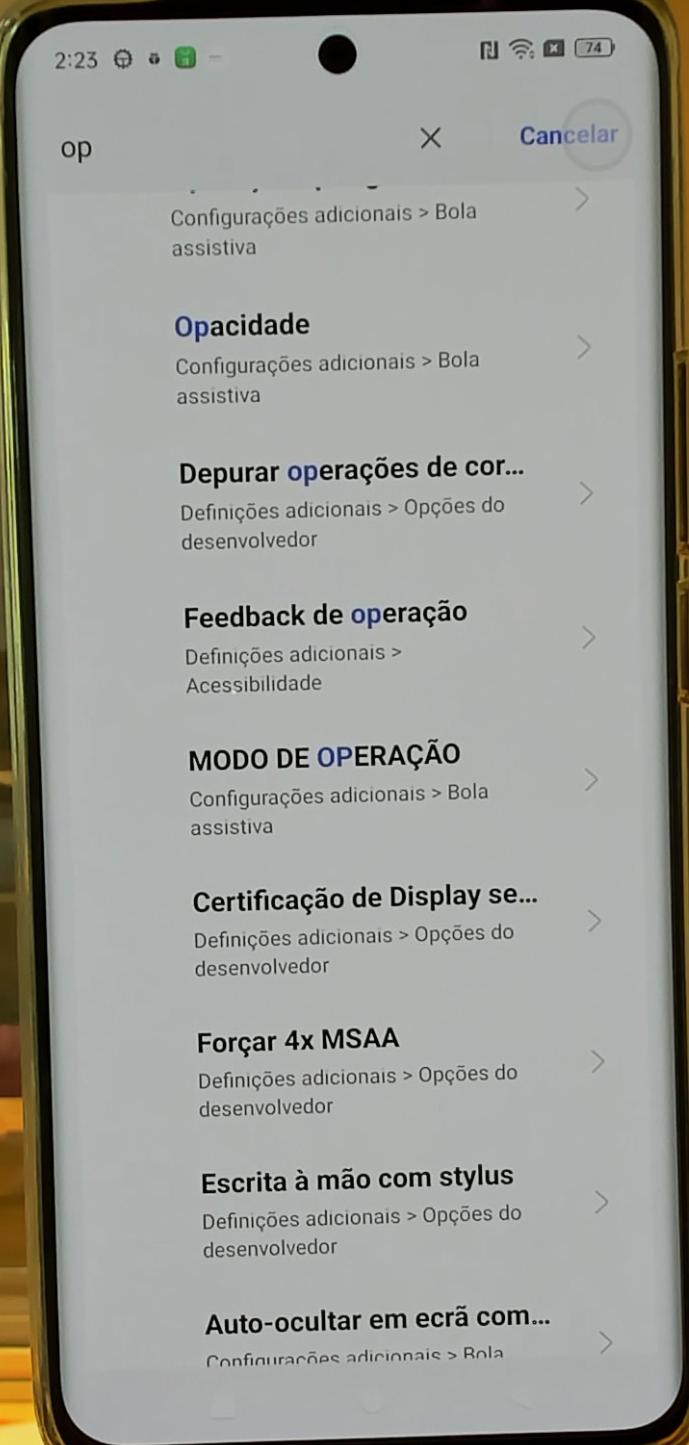 2:23
74
op
Cancelar
Configurações adicionais > Bola
assistiva
Opacidade
Configurações adicionais > Bola
assistiva
Depurar operações de cor...
Definições adicionais > Opções do
desenvolvedor
Feedback de operação
Definições adicionais >
Acessibilidade
MODO DE OPERAÇÃO
Configurações adicionais > Bola
assistiva
Certificação de Display se...
Definições adicionais > Opções do
desenvolvedor
Forçar 4x MSAA
Definições adicionais > Opções do
desenvolvedor
Escrita à mão com stylus
Definições adicionais > Opções do
desenvolvedor
Auto-ocultar em ecrã com...
Configurações adicionais > Bola